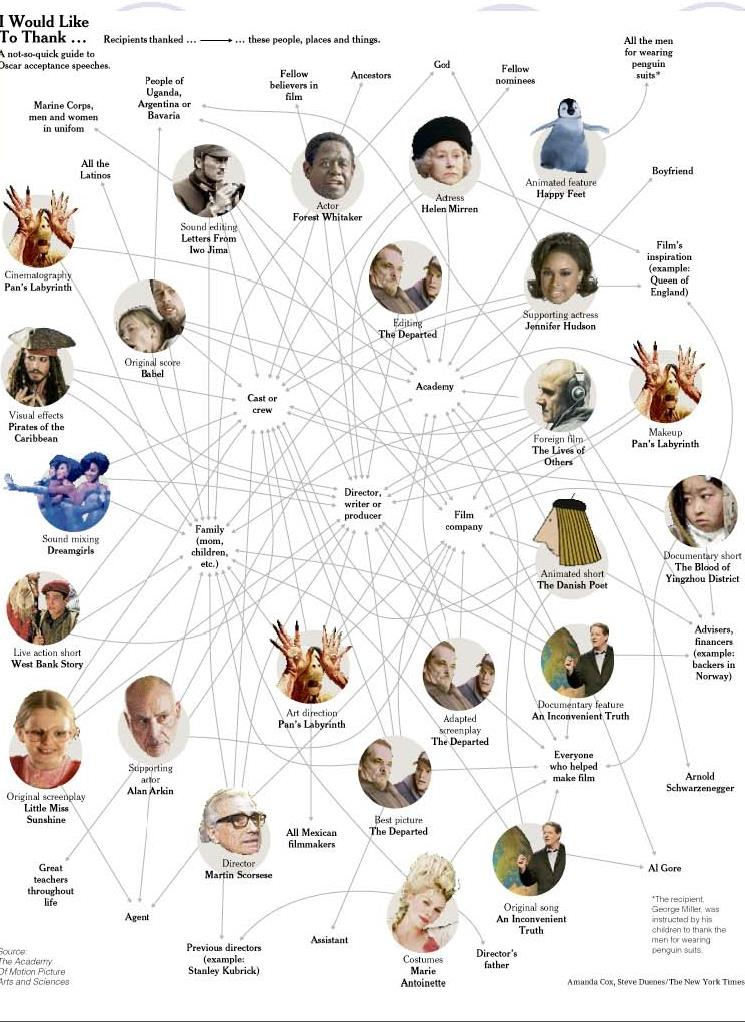 I Would Like
To Thank ...
Recipients thanked ... ... these people, places and things.
A not-so-quick guide to
Oscar acceptance speeches.
All the men
for wearing
penguin
suits*
God
Fellow
nominees
Ancestors
Fellow
believers in
film
People of
Uganda,
Argentina or
Bavaria
Marine Corps,
men and women
in unifom
All the
Latinos
Boyfriend
Animated feature
Happy Feet
Actress
Helen Mirren
Actor
Forest Whitaker
Sound editing
Letters From
Iwo Jima
Film's
inspiration
(example:
Queen of
England)
Cinematography
Pan's Labyrinth
Editing
The Departed
Supporting actress
Jennifer Hudson
Original score
Babel
Academy
Cast or
crew
Visual effects
Pirates of the
Caribbean
Foreign film
The Lives of
Others
Makeup
Pan's Labyrinth
Director,
writer or
producer
Film
company
Family
(mom,
children,
etc.)
Sound mixing
Dreamgirls
Animated short
The Danish Poet
Documentary short
The Blood of
Yingzhou District
Live action short
West Bank Story
Advisers,
financers
(example:
backers in
Norway)
Art direction
Pan's Labyrinth
Adapted
screenplay
The Departed
Documentary feature
An Inconvenient Truth
Supporting
actor
Alan Arkin
Everyone
who helped
make film
Arnold
Schwarzenegger
Original screenplay
Little Miss
Sunshine
Best picture
The Departed
All Mexican
filmmakers
Director
Martin Scorsese
Great
teachers
throughout
life
Al Gore
Agent
Original song
An Inconvenient
Truth
*The recipient,
George Miller, was
instructed by his
children to thank the
men for wearing
penguin suits.
Previous directors
(example:
Stanley Kubrick)
Assistant
Costumes
Marie
Antoinette
Director's
father
Source:
The Academy
Of Motion Picture
Arts and Sciences
Amanda Cox, Steve Duenes/The New York Times